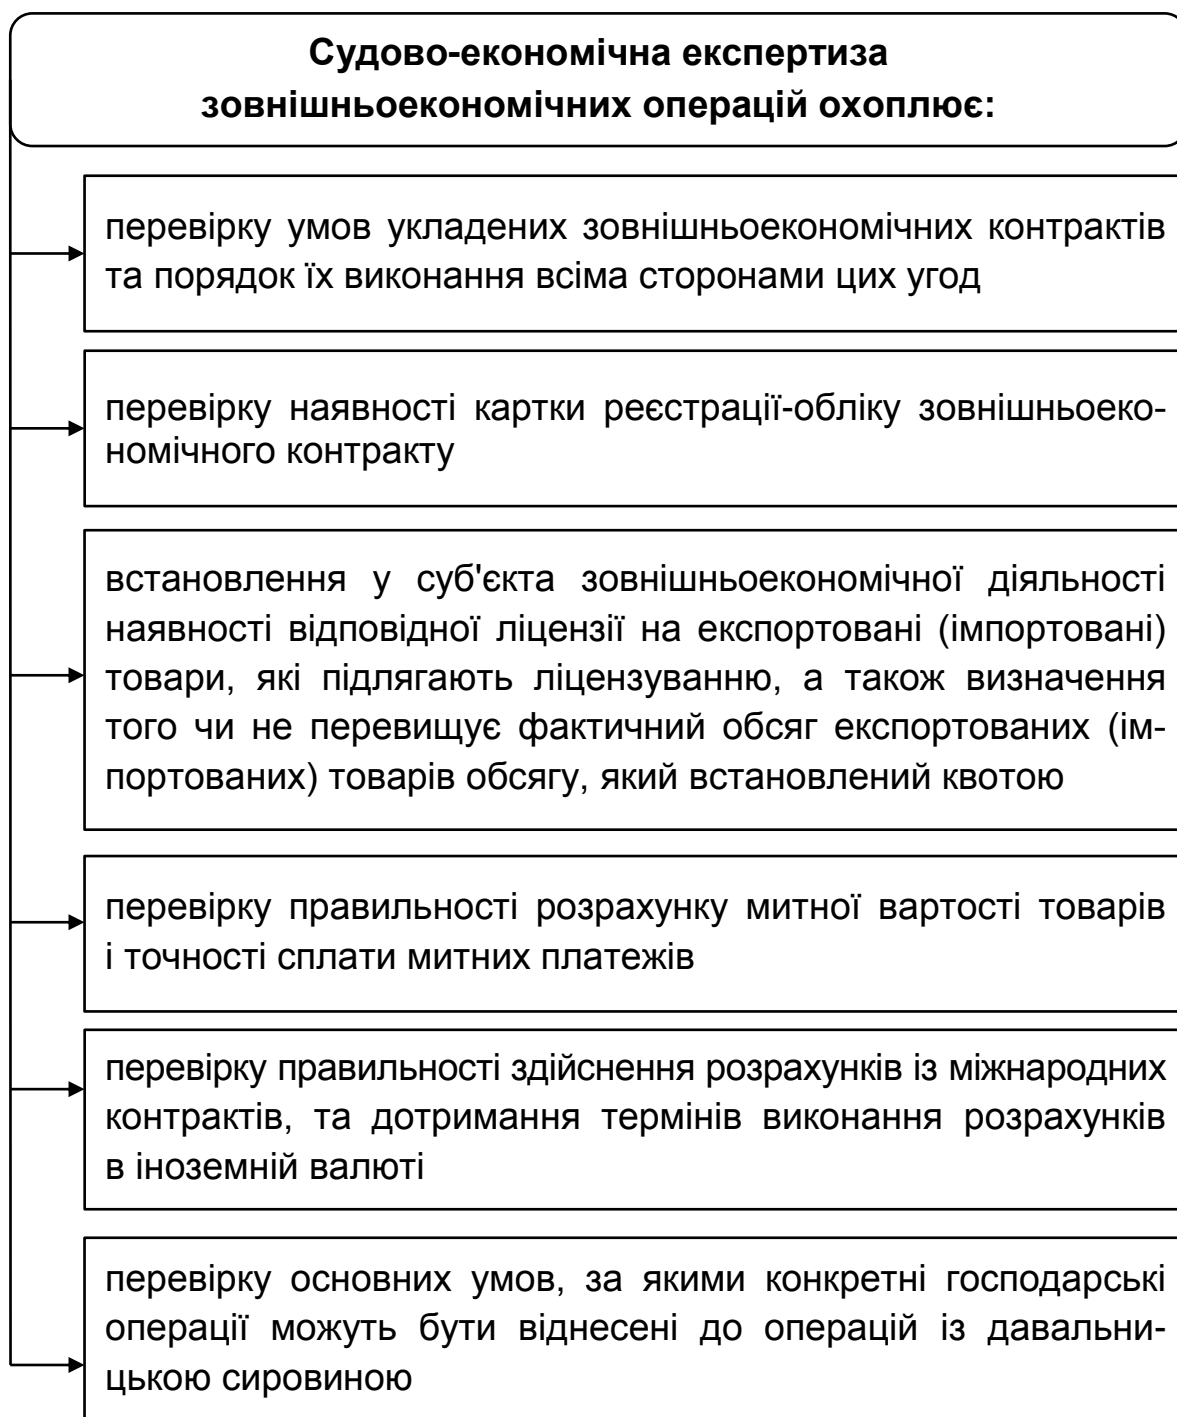 Судово-економічна експертиза
зовнішньоекономічних операцій охоплює:
перевірку умов укладених зовнішньоекономічних контрактів
та порядок їх виконання всіма сторонами цих угод
перевірку наявності картки реєстрації-обліку зовнішньоеко-
номічного контракту
встановлення у суб'єкта зовнішньоекономічної діяльності
наявності відповідної ліцензії на експортовані (імпортовані)
товари, які підлягають ліцензуванню, а також визначення
того чи не перевищує фактичний обсяг експортованих (ім-
портованих) товарів обсягу, який встановлений квотою
перевірку правильності розрахунку митної вартості товарів
і точності сплати митних платежів
перевірку правильності здійснення розрахунків із міжнародних
контрактів, та дотримання термінів виконання розрахунків
в іноземній валюті
перевірку основних умов, за якими конкретні господарські
операції можуть бути віднесені до операцій із давальни-
цькою сировиною